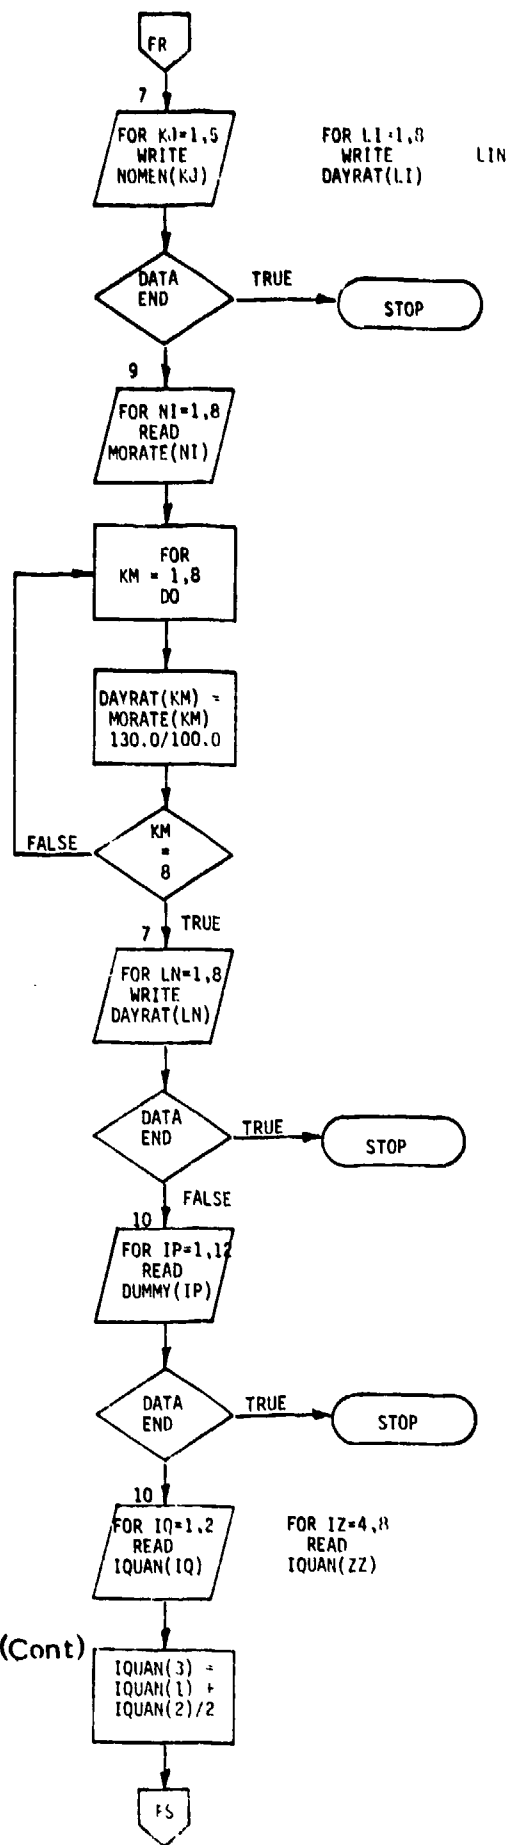 FR
7
FOR KJ=1,5
WRITE
NOMEN(KJ)
FOR LI=1,8
WRITE
DAYRAT(LI)
LIN
DATA
END
TRUE
STOP
9
FOR NI=1,8
READ
MORATE(NI)
FOR
KM = 1,8
DO
DAYRAT(KM) =
MORATE(KM)
130.0/100.0
KM
=
8
FALSE
TRUE
7
FOR LN=1,8
WRITE
DAYRAT(LN)
DATA
END
TRUE
STOP
FALSE
10
FOR IP=1,12
READ
DUMMY(IP)
DATA
END
TRUE
STOP
10
FOR IQ=1,2
READ
IQUAN(IQ)
FOR IZ=4,8
READ
IQUAN(ZZ)
(Cont)
IQUAN(3) =
IQUAN(1) +
IQUAN(2)/2
FS